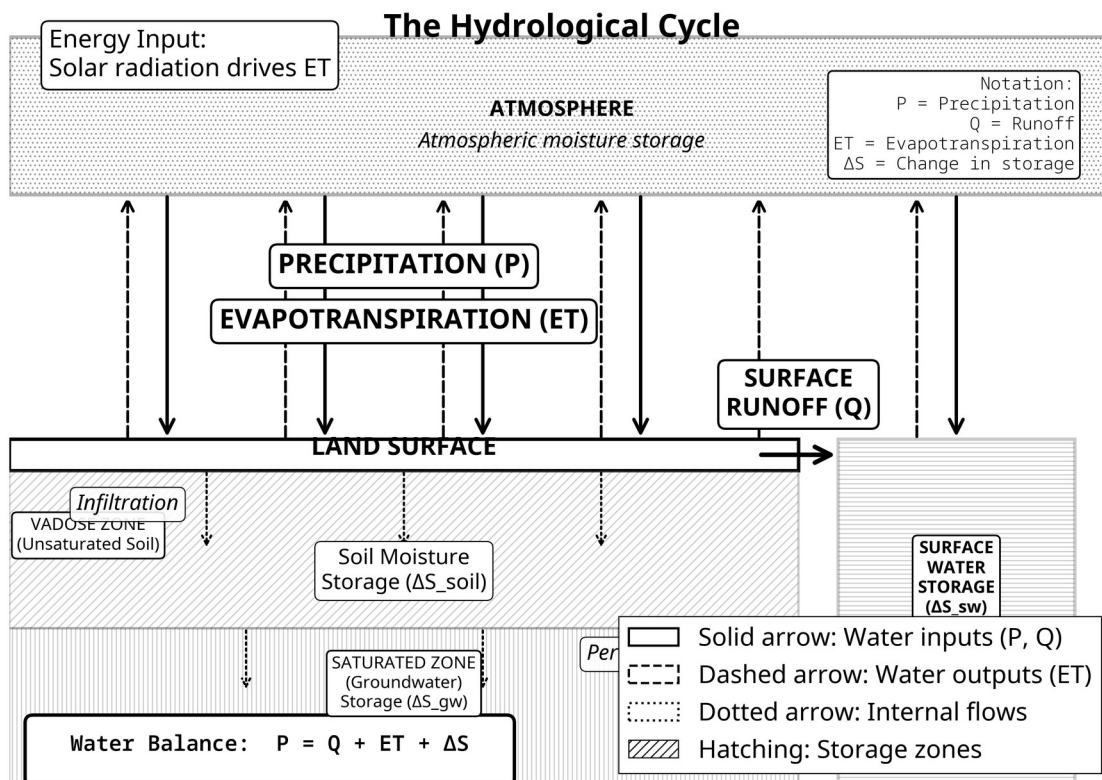 The Hydrological Cycle
Energy Input:
Solar radiation drives ET
Notation:
P = Precipitation
Q = Runoff
ET = Evapotranspiration
ΔS = Change in storage
ATMOSPHERE
Atmospheric moisture storage
PRECIPITATION (P)
EVAPOTRANSPIRATION (ET)
SURFACE
RUNOFF (Q)
LAND SURFACE
Infiltration
VADOSE ZONE
(Unsaturated Soil)
Soil Moisture
Storage (ΔS_soil)
SURFACE
WATER
STORAGE
(ΔS_sw)
SATURATED ZONE
(Groundwater)
Storage (ΔS_gw)
Per
Water Balance: P = Q + ET + ΔS
Solid arrow: Water inputs (P, Q)
Dashed arrow: Water outputs (ET)
Dotted arrow: Internal flows
Hatching: Storage zones